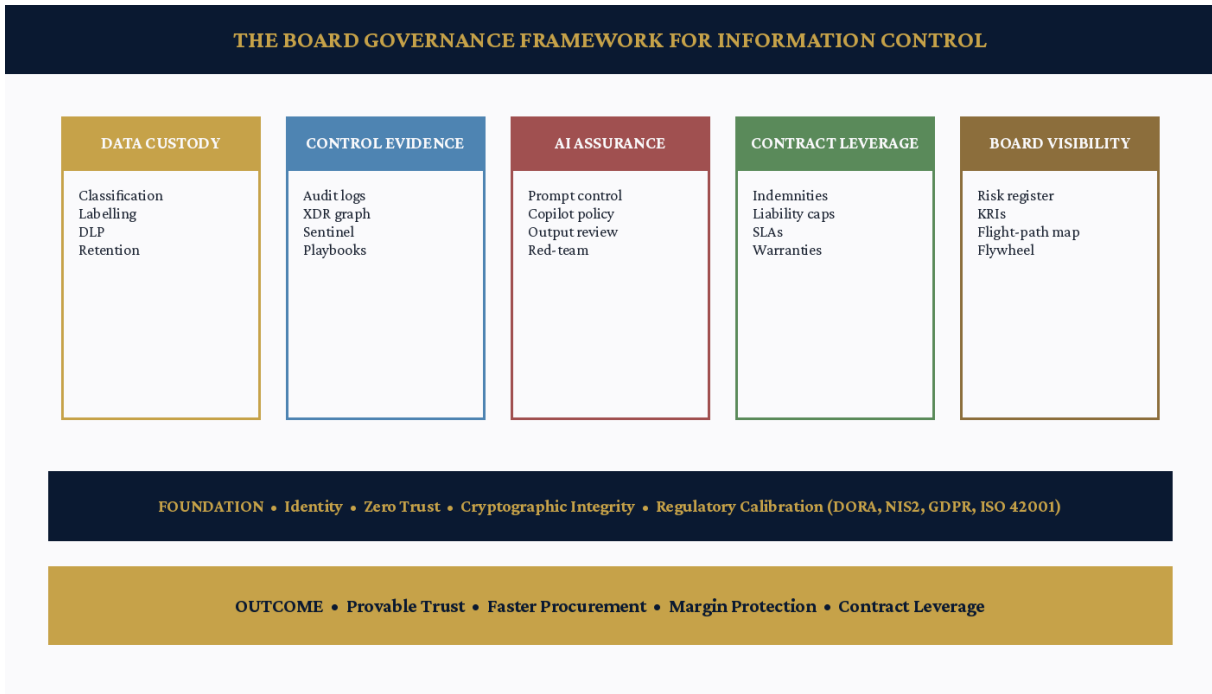 THE BOARD GOVERNANCE FRAMEWORK FOR INFORMATION CONTROL
DATA CUSTODY
Classification
Labelling
DLP
Retention
CONTROL EVIDENCE
Audit logs
XDR graph
Sentinel
Playbooks
AI ASSURANCE
Prompt control
Copilot policy
Output review
Red-team
CONTRACT LEVERAGE
Indemnities
Liability caps
SLAs
Warranties
BOARD VISIBILITY
Risk register
KRIs
Flight-path map
Flywheel
FOUNDATION • Identity • Zero Trust • Cryptographic Integrity • Regulatory Calibration (DORA, NIS2, GDPR, ISO 42001)
OUTCOME • Provable Trust • Faster Procurement • Margin Protection • Contract Leverage